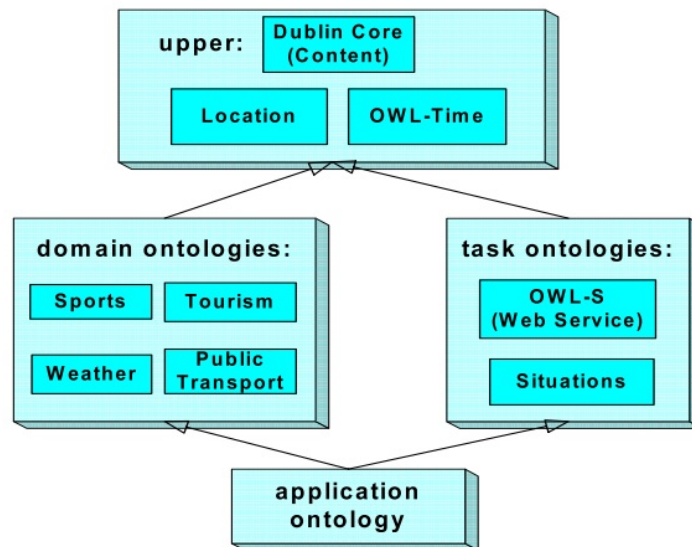 upper:
Dublin Core
(Content)
Location
OWL-Time
domain ontologies:
Sports
Tourism
Weather
Public
Transport
task ontologies:
OWL-S
(Web Service)
Situations
application
ontology